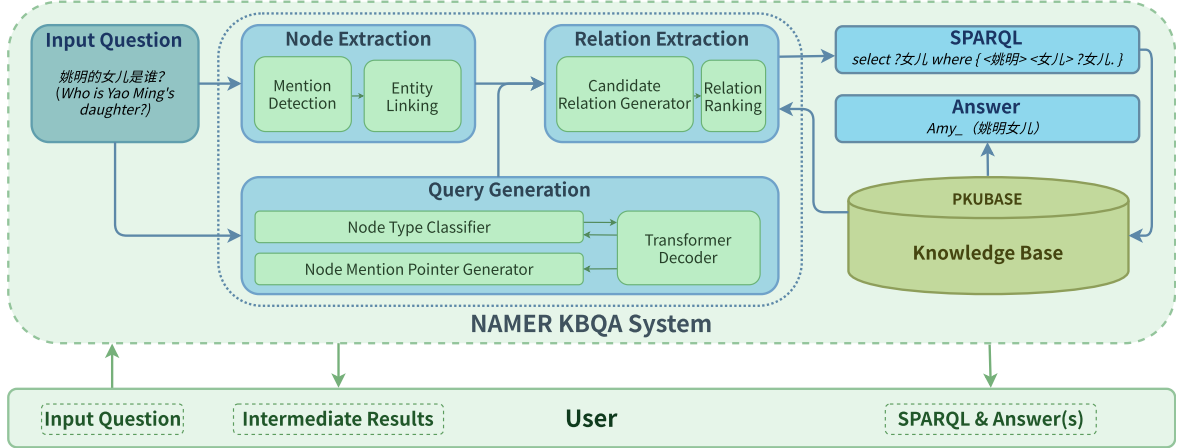 Input Question
姚明的女儿是谁?
(Who is Yao Ming's
daughter?)
Node Extraction
Mention
Detection
Entity
Linking
Relation Extraction
Candidate
Relation Generator
Relation
Ranking
SPARQL
select ?女儿 where { <姚明> <女儿> ?女儿. }
Answer
Amy_（姚明女儿）
Query Generation
Node Type Classifier
Node Mention Pointer Generator
Transformer
Decoder
PKUBASE
Knowledge Base
NAMER KBQA System
Input Question
Intermediate Results
User
SPARQL & Answer(s)